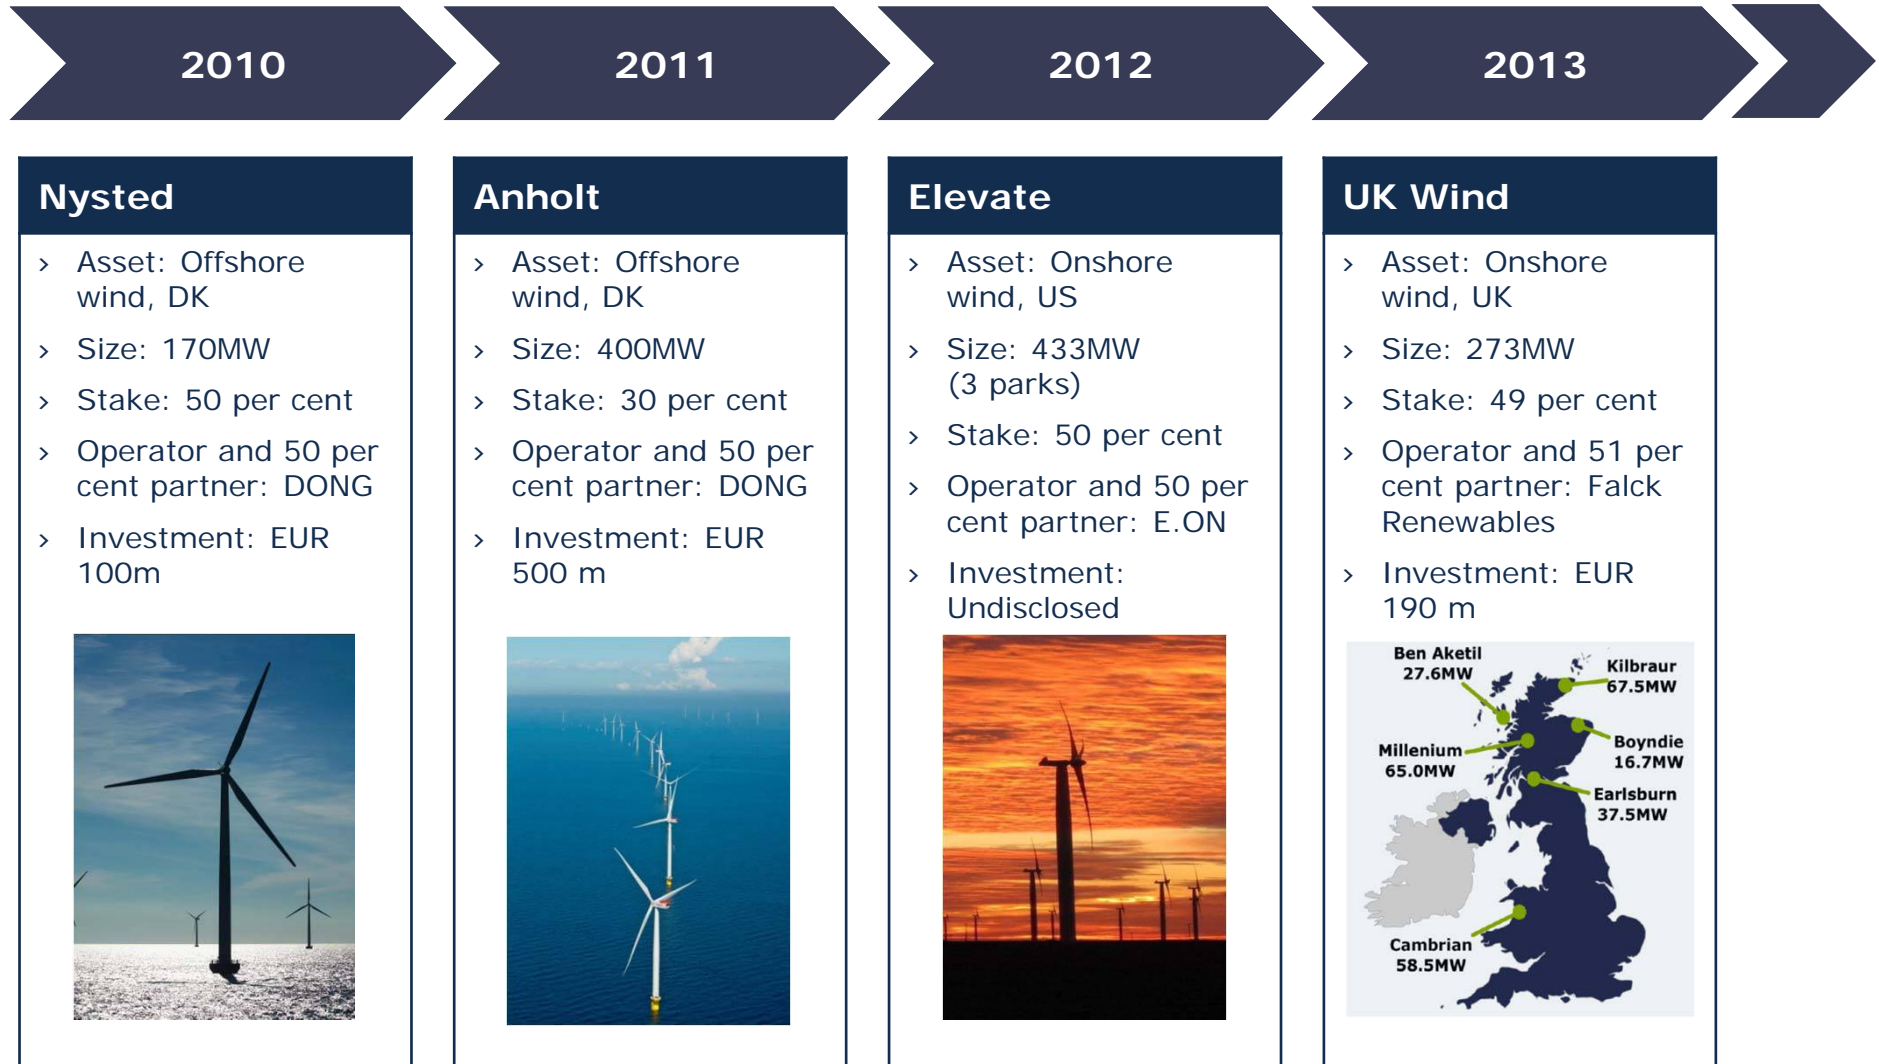 2010
2011
2012
2013
Nysted
› Asset: Offshore
wind, DK
› Size: 170MW
› Stake: 50 per cent
› Operator and 50 per
cent partner: DONG
› Investment: EUR
100m
Anholt
› Asset: Offshore
wind, DK
› Size: 400MW
› Stake: 30 per cent
› Operator and 50 per
cent partner: DONG
› Investment: EUR
500 m
Elevate
› Asset: Onshore
wind, US
› Size: 433MW
(3 parks)
› Stake: 50 per cent
› Operator and 50 per
cent partner: E.ON
› Investment:
Undisclosed
UK Wind
› Asset: Onshore
wind, UK
› Size: 273MW
› Stake: 49 per cent
› Operator and 51 per
cent partner: Falck
Renewables
› Investment: EUR
190 m
Ben Aketil
27.6MW
Kilbraur
67.5MW
Millenium
65.0MW
Boyndie
16.7MW
Earlsburn
37.5MW
Cambrian
58.5MW